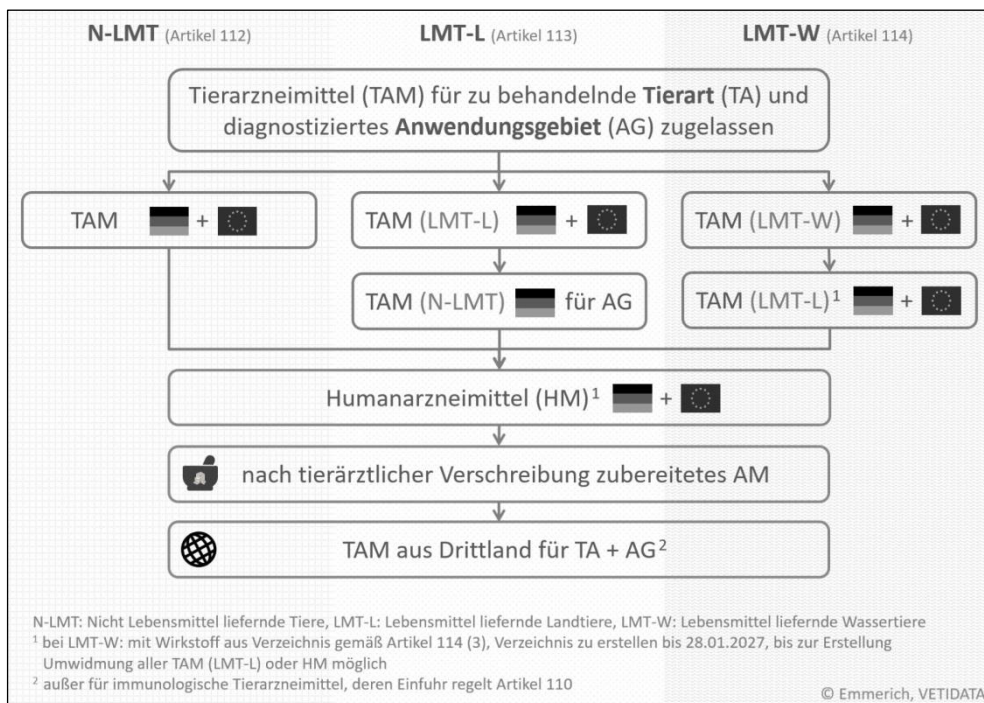 N-LMT (Artikel 112) LMT-L (Artikel 113) LMT-W (Artikel 114)
Tierarzneimittel (TAM) für zu behandelnde Tierart (TA) und
diagnostiziertes Anwendungsgebiet (AG) zugelassen
TAM +
TAM (LMT-L) +
TAM (LMT-W) +
TAM (N-LMT) für AG
TAM (LMT-L)¹ +
Humanarzneimittel (HM)¹ +
nach tierärztlicher Verschreibung zubereitetes AM
TAM aus Drittland für TA + AG²
N-LMT: Nicht Lebensmittel liefernde Tiere, LMT-L: Lebensmittel liefernde Landtiere, LMT-W: Lebensmittel liefernde Wassertiere
¹ bei LMT-W: mit Wirkstoff aus Verzeichnis gemäß Artikel 114 (3), Verzeichnis zu erstellen bis 28.01.2027, bis zur Erstellung
Umwidmung aller TAM (LMT-L) oder HM möglich
² außer für immunologische Tierarzneimittel, deren Einfuhr regelt Artikel 110
© Emmerich, VETIDATA